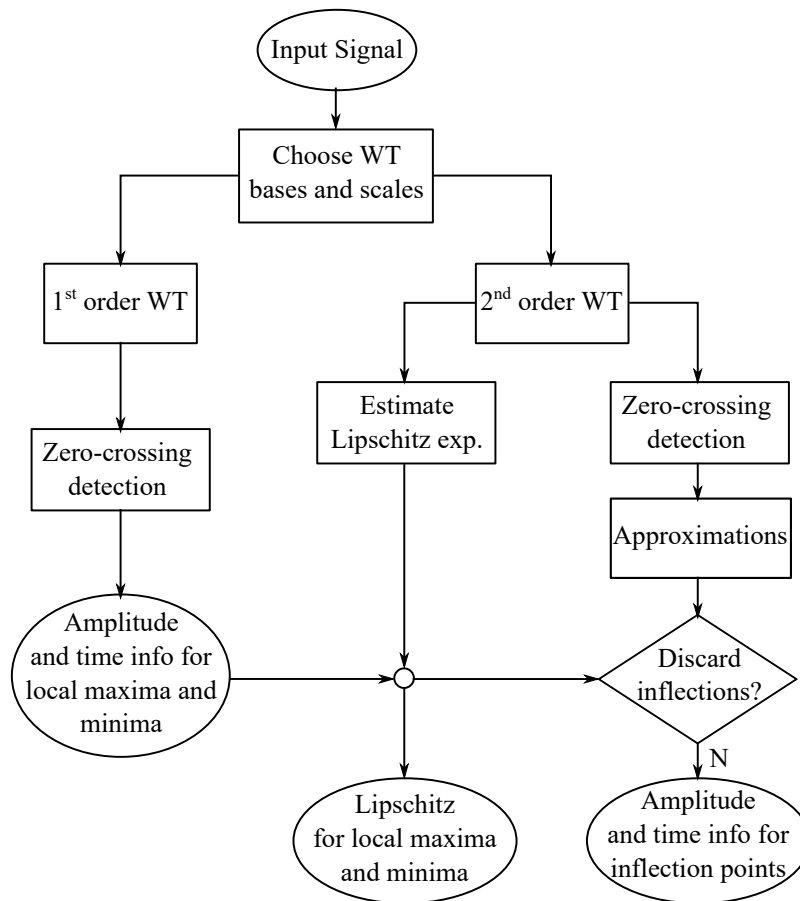 Input Signal
Choose WT
bases and scales
1st order WT
2nd order WT
Estimate
Lipschitz exp.
Zero-crossing
detection
Zero-crossing
detection
Approximations
Amplitude
and time info for
local maxima and
minima
Discard
inflections?
N
Lipschitz
for local maxima
and minima
Amplitude
and time info for
inflection points